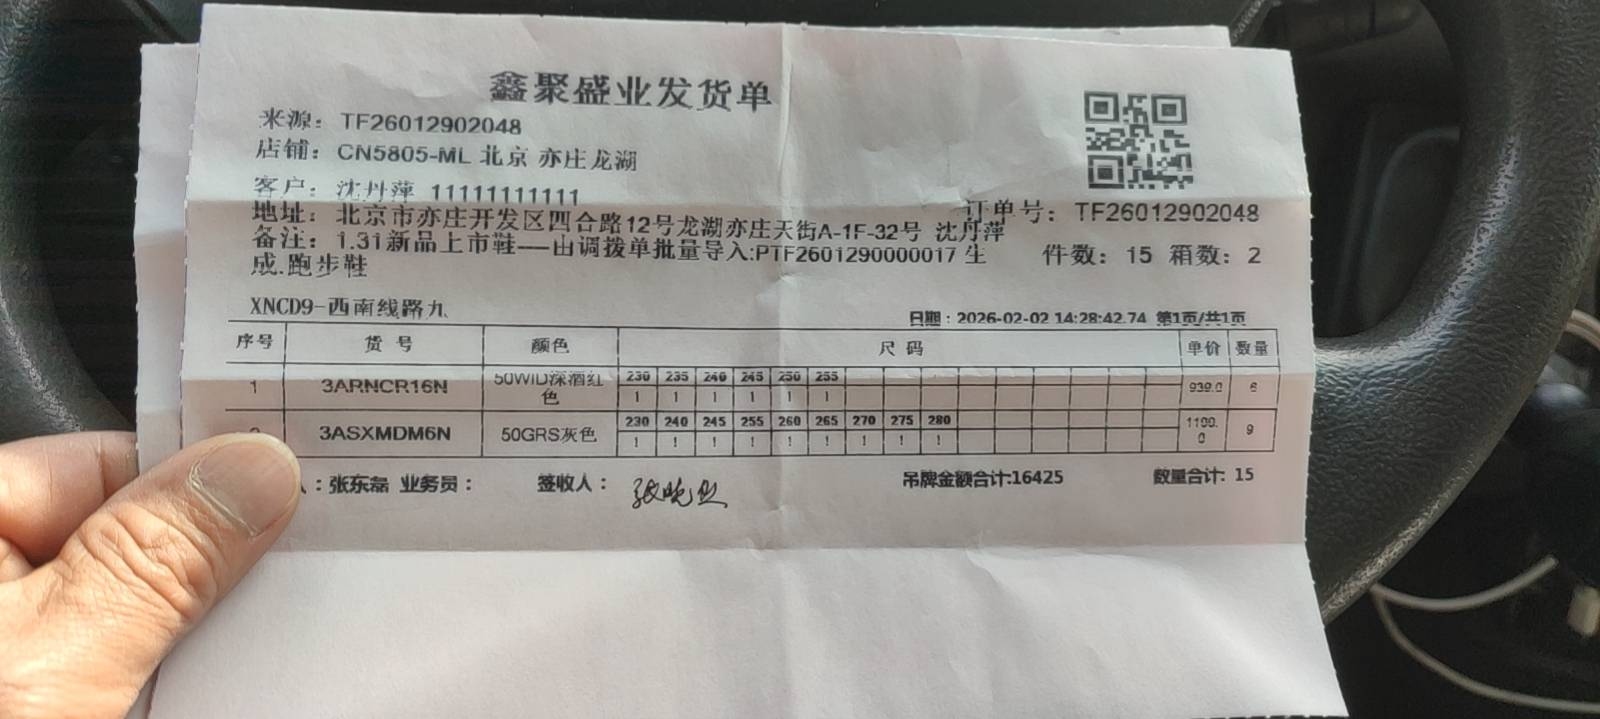 鑫聚盛业发货单
来源：TF26012902048
店铺：CN5805-ML 北京 亦庄龙湖
客户：沈丹萍 11111111111
订单号：TF26012902048
地址：北京市亦庄开发区四合路12号龙湖亦庄天街A-1F-32号 沈丹萍
备注：1.31新品上市鞋——由调拨单批量导入:PTF2601290000017 生
成.跑步鞋
件数：15 箱数：2
XNCD9-西南线路九
日期：2026-02-02 14:28:42.74 第1页/共1页
序号 货号 颜色 尺码 单价 数量
1 3ARNCR16N 50WID深酒红色 230 235 240 245 250 255 939.0 6
1 1 1 1 1 1
3ASXMDM6N 50GRS灰色 230 240 245 255 260 265 270 275 280 9
1 1 1 1 1 1 1 1 1
：张东磊 业务员： 签收人： 吊牌金额合计:16425 数量合计: 15